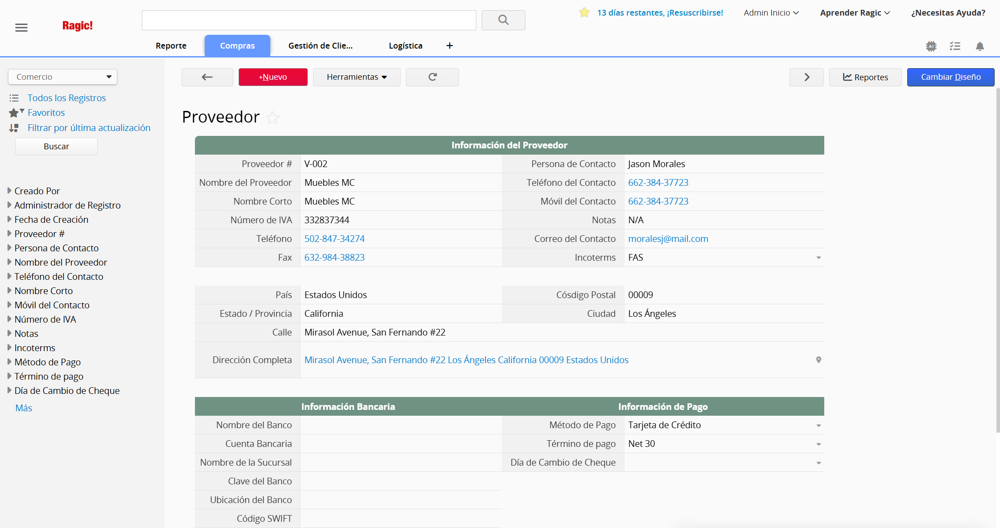 13 días restantes, ¡Resuscribirse! Admin Inicio Aprender Ragic ¿Necesitas Ayuda?
Ragic!
Reporte Compras Gestión de Clie... Logística +
AI
Comercio
← +Nuevo Herramientas Reportes Cambiar Diseño
Todos los Registros
Favoritos
Filtrar por última actualización
Buscar
Creado Por
Administrador de Registro
Fecha de Creación
Proveedor #
Persona de Contacto
Nombre del Proveedor
Teléfono del Contacto
Nombre Corto
Móvil del Contacto
Número de IVA
Notas
Incoterms
Método de Pago
Término de pago
Día de Cambio de Cheque
Más
Proveedor
Información del Proveedor
Proveedor # V-002 Persona de Contacto Jason Morales
Nombre del Proveedor Muebles MC Teléfono del Contacto 662-384-37723
Nombre Corto Muebles MC Móvil del Contacto 662-384-37723
Número de IVA 332837344 Notas N/A
Teléfono 502-847-34274 Correo del Contacto moralesj@mail.com
Fax 632-984-38823 Incoterms FAS
País Estados Unidos Cósdigo Postal 00009
Estado / Provincia California Ciudad Los Ángeles
Calle Mirasol Avenue, San Fernando #22
Dirección Completa Mirasol Avenue, San Fernando #22 Los Ángeles California 00009 Estados Unidos
Información Bancaria Información de Pago
Nombre del Banco Método de Pago Tarjeta de Crédito
Cuenta Bancaria Término de pago Net 30
Nombre de la Sucursal Día de Cambio de Cheque
Clave del Banco
Ubicación del Banco
Código SWIFT